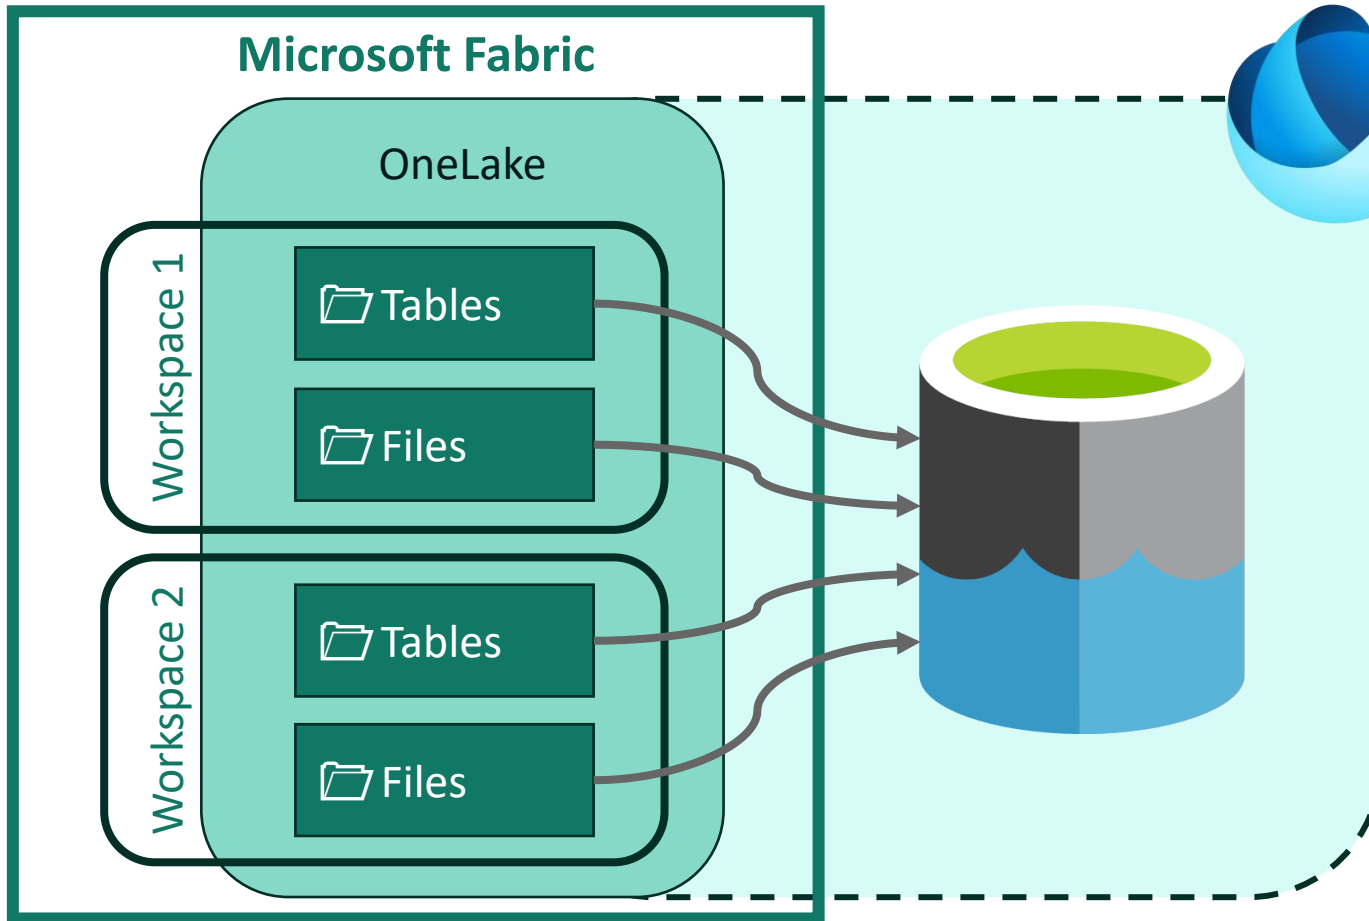 Microsoft Fabric
OneLake
Workspace 1
Tables
Files
Workspace 2
Tables
Files